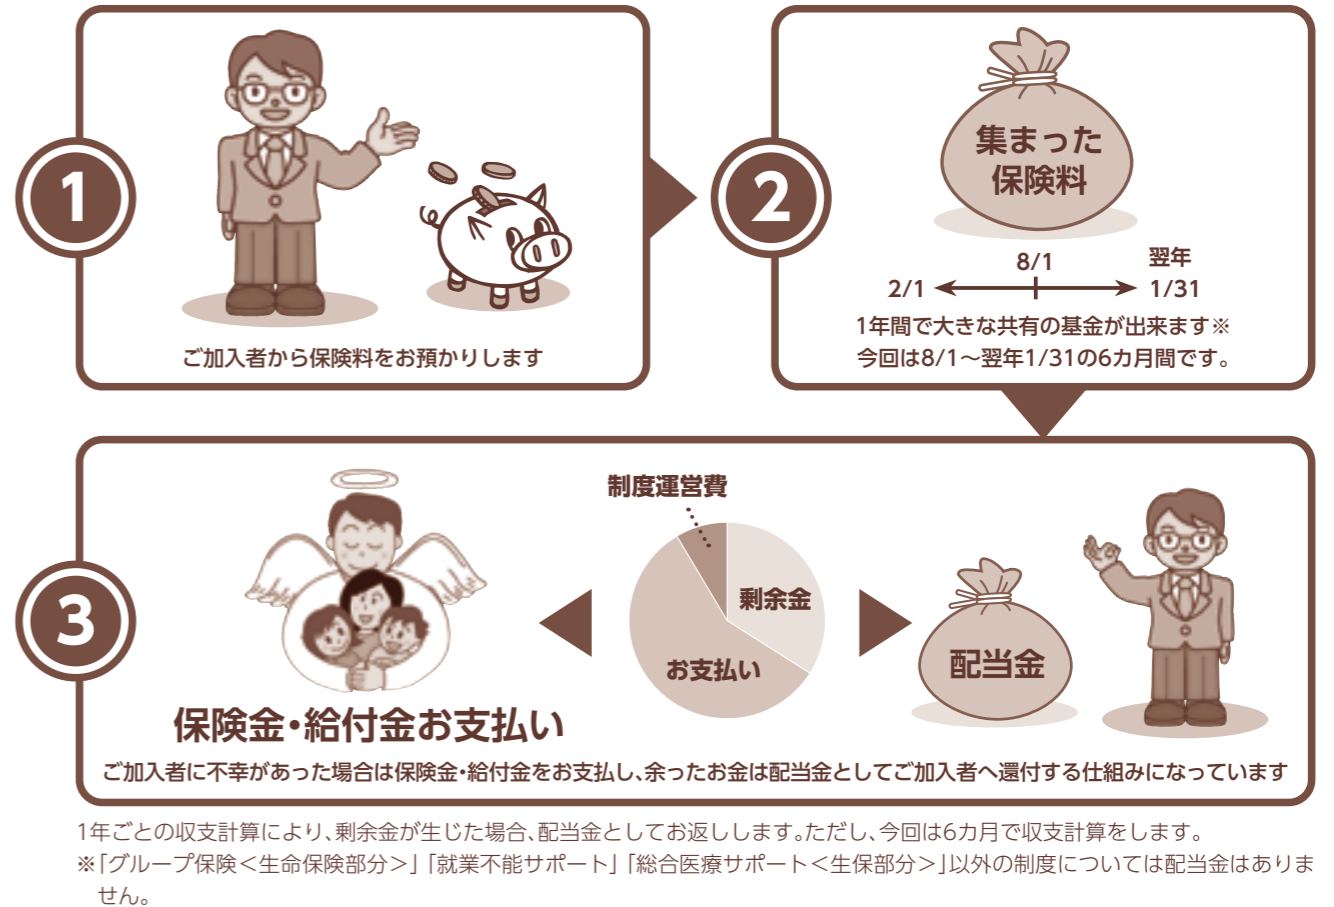 1
ご加入者から保険料をお預かりします
2
集まった
保険料
8/1
翌年
2/1
1/31
1年間で大きな共有の基金が出来ます※
今回は8/1～翌年1/31の6カ月間です。
3
制度運営費
剰余金
お支払い
配当金
保険金・給付金お支払い
ご加入者に不幸があった場合は保険金・給付金をお支払し、余ったお金は配当金としてご加入者へ還付する仕組みになっています
1年ごとの収支計算により、剰余金が生じた場合、配当金としてお返しします。ただし、今回は6カ月で収支計算をします。
※「グループ保険＜生命保険部分＞」「就業不能サポート」「総合医療サポート＜生保部分＞」以外の制度については配当金はありま
せん。